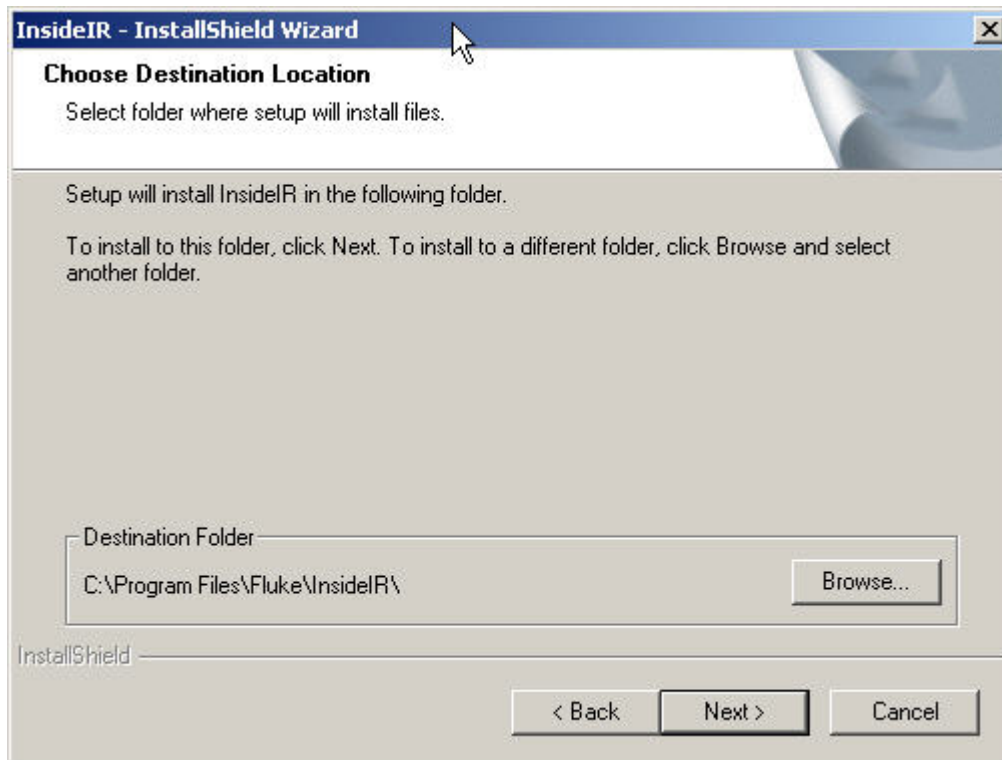 InsideIR - InstallShield Wizard
Choose Destination Location
Select folder where setup will install files.
Setup will install InsideIR in the following folder.
To install to this folder, click Next. To install to a different folder, click Browse and select
another folder.
Destination Folder
C:\Program Files\Fluke\InsideIR\
Browse...
InstallShield
< Back
Next >
Cancel